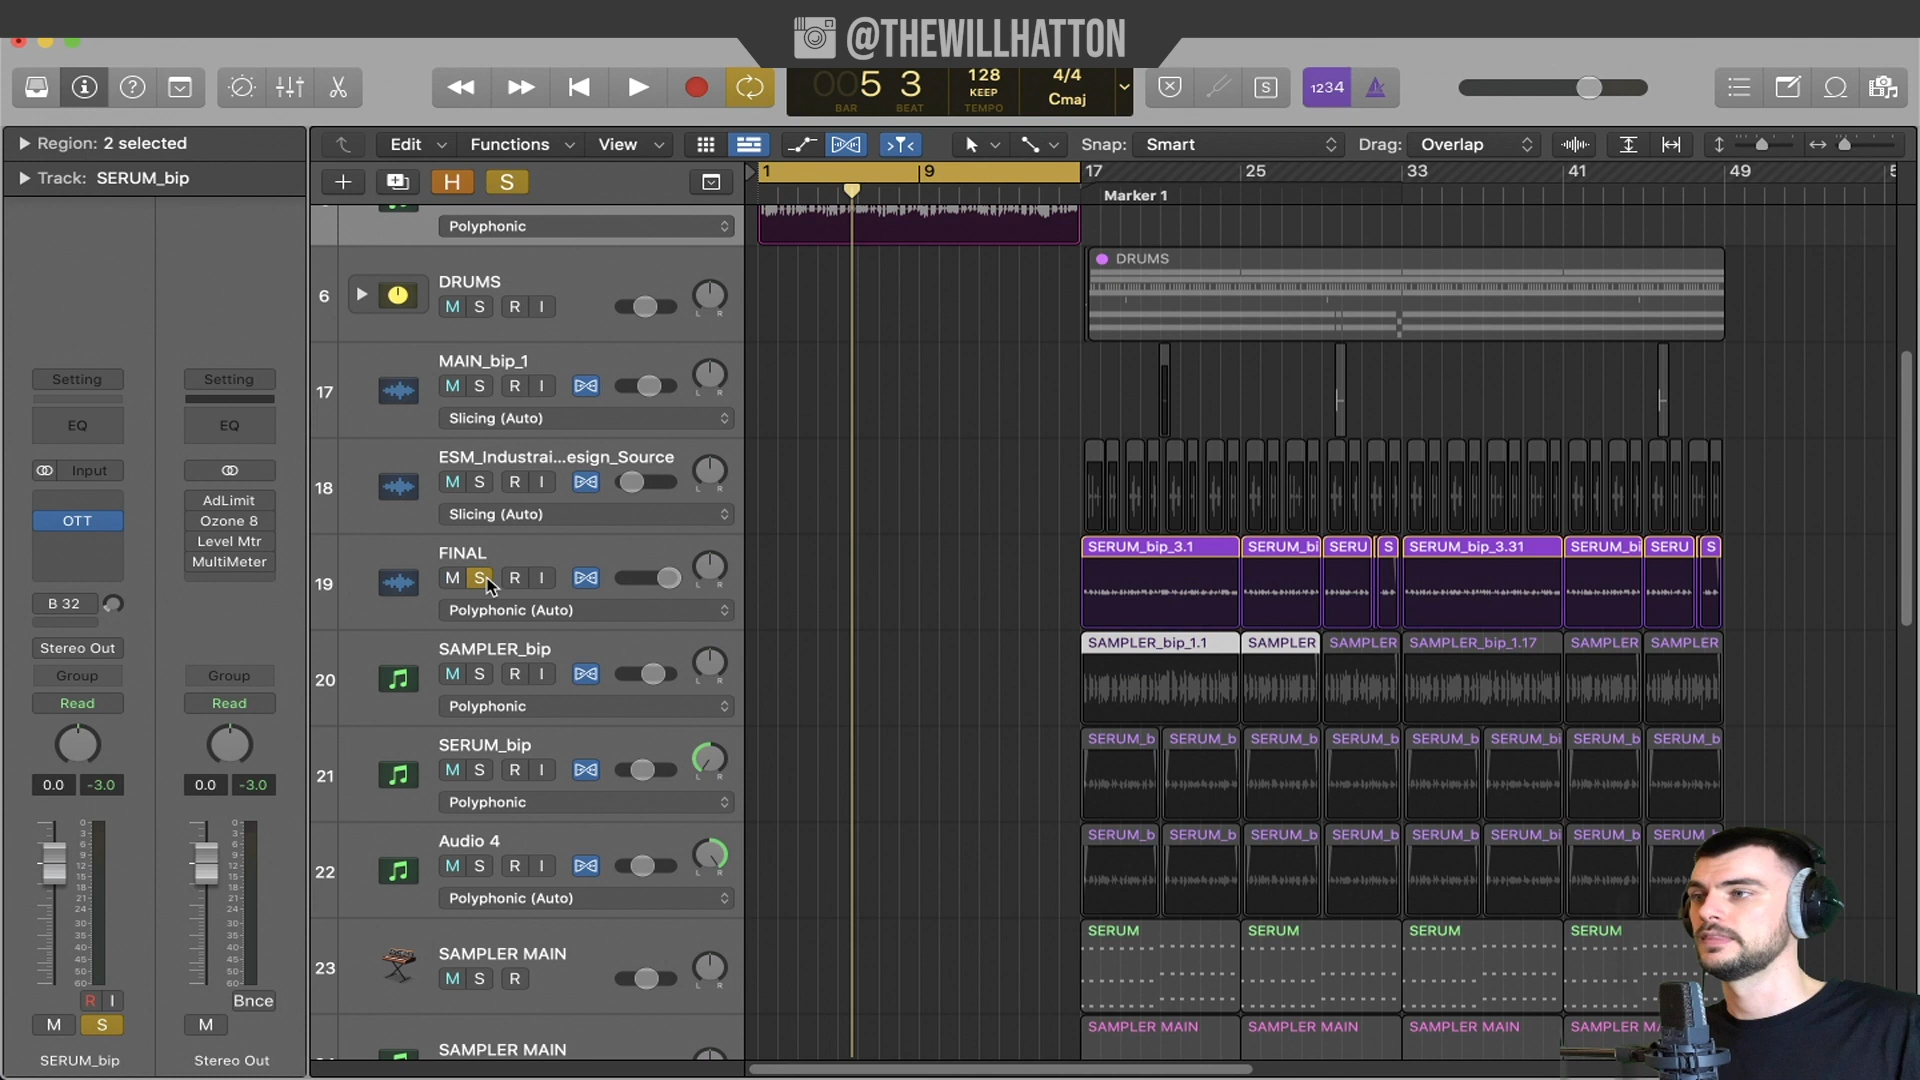 @THEWILLHATTON
005 3
BAR BEAT
128
KEEP
TEMPO
4/4
Cmaj
S
1234
Region: 2 selected
Track: SERUM_bip
Edit Functions View
Snap: Smart
Drag: Overlap
H S
1 9 17 25 33 41 49
Marker 1
Polyphonic
6 DRUMS
M S R I
DRUMS
17 MAIN_bip_1
M S R I
Slicing (Auto)
18 ESM_Industrai...esign_Source
M S R I
Slicing (Auto)
19 FINAL
M S R I
Polyphonic (Auto)
SERUM_bip_3.1 SERUM_bi SERU S SERUM_bip_3.31 SERUM_bi SERU S
20 SAMPLER_bip
M S R I
Polyphonic
SAMPLER_bip_1.1 SAMPLER SAMPLER SAMPLER_bip_1.17 SAMPLER SAMPLER
21 SERUM_bip
M S R I
Polyphonic
SERUM_b SERUM_b SERUM_b SERUM_b SERUM_b SERUM_bi SERUM_b SERUM_b
22 Audio 4
M S R I
Polyphonic (Auto)
SERUM_b SERUM_b SERUM_b SERUM_b SERUM_b SERUM_bi SERUM_b SERUM_b
23 SAMPLER MAIN
M S R
SERUM SERUM SERUM SERUM
SAMPLER MAIN
SAMPLER MAIN SAMPLER MAIN SAMPLER MAIN SAMPLER MA
Setting Setting
EQ EQ
Input
OTT
AdLimit
Ozone 8
Level Mtr
MultiMeter
B 32
Stereo Out
Group Group
Read Read
0.0 -3.0 0.0 -3.0
R I Bnce
M S M
SERUM_bip Stereo Out